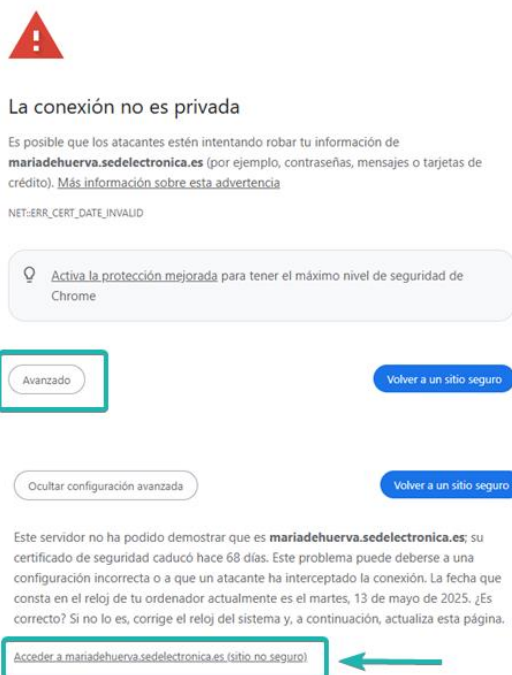 La conexión no es privada
Es posible que los atacantes estén intentando robar tu información de
mariadehuerva.sedelectronica.es (por ejemplo, contraseñas, mensajes o tarjetas de
crédito). Más información sobre esta advertencia
NET::ERR_CERT_DATE_INVALID
Activa la protección mejorada para tener el máximo nivel de seguridad de
Chrome
Avanzado
Volver a un sitio seguro
Ocultar configuración avanzada
Volver a un sitio seguro
Este servidor no ha podido demostrar que es mariadehuerva.sedelectronica.es; su
certificado de seguridad caducó hace 68 días. Este problema puede deberse a una
configuración incorrecta o a que un atacante ha interceptado la conexión. La fecha que
consta en el reloj de tu ordenador actualmente es el martes, 13 de mayo de 2025. ¿Es
correcto? Si no lo es, corrige el reloj del sistema y, a continuación, actualiza esta página.
Acceder a mariadehuerva.sedelectronica.es (sitio no seguro)